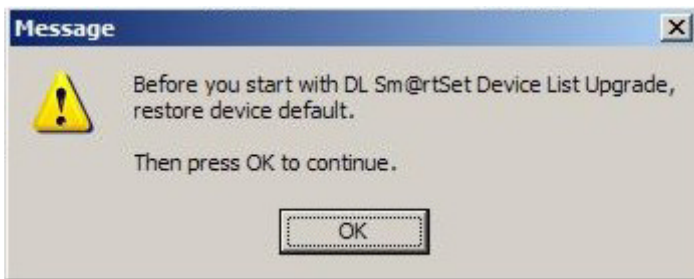 Message
Before you start with DL Sm@rtSet Device List Upgrade,
restore device default.
Then press OK to continue.
OK